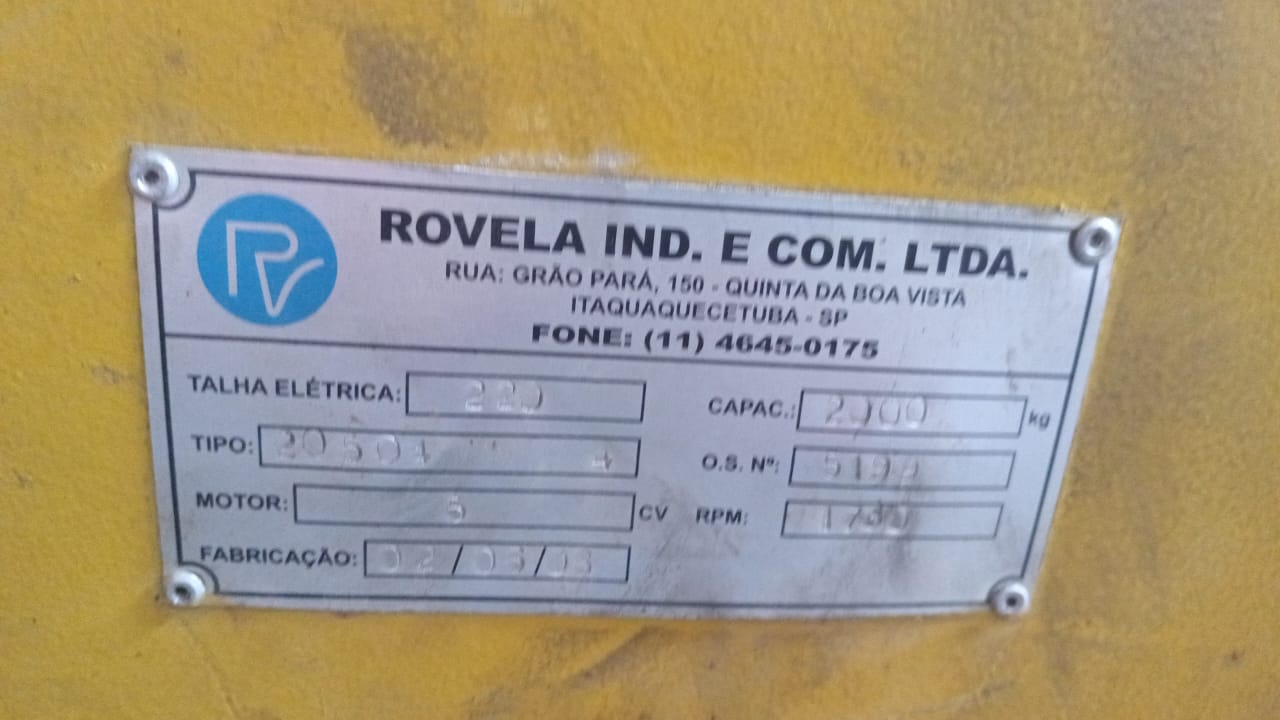 RV
ROVELA IND. E COM. LTDA.
RUA: GRÃO PARÁ, 150 - QUINTA DA BOA VISTA
ITAQUAQUECETUBA - SP
FONE: (11) 4645-0175
TALHA ELÉTRICA: 220
CAPAC.: 2000 kg
TIPO:
O.S. Nº:
MOTOR: 5 CV
RPM:
FABRICAÇÃO: